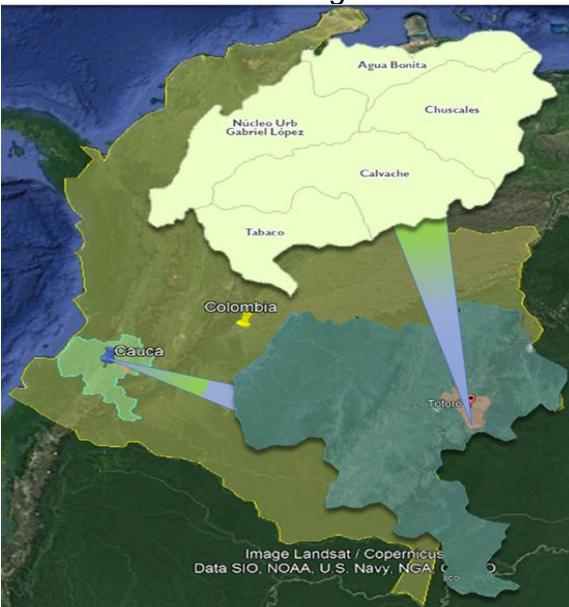 Agua Bonita
Chuscales
Núcleo Urb
Gabriel López
Calvache
Tabaco
Colombia
Cauca
Totoró
Image Landsat / Copernicus
Data SIO, NOAA, U.S. Navy, NGA,